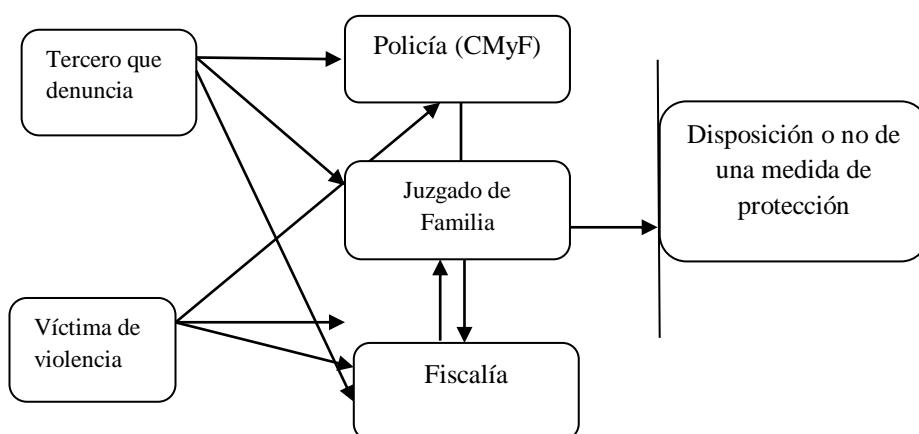 Tercero que
denuncia
Policía (CMyF)
Juzgado de
Familia
Disposición o no de
una medida de
protección
Víctima de
violencia
Fiscalía